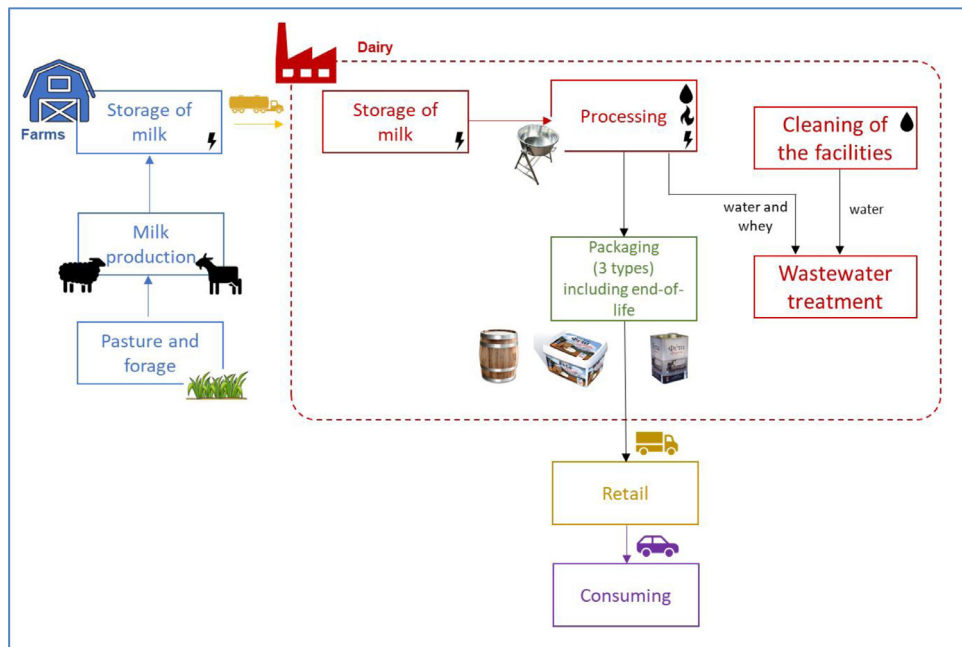 Dairy
Farms
Storage of
milk
Storage of
milk
Processing
Cleaning of
the facilities
water and
whey
water
Milk
production
Packaging
(3 types)
including end-of-
life
Wastewater
treatment
Pasture and
forage
Retail
Consuming